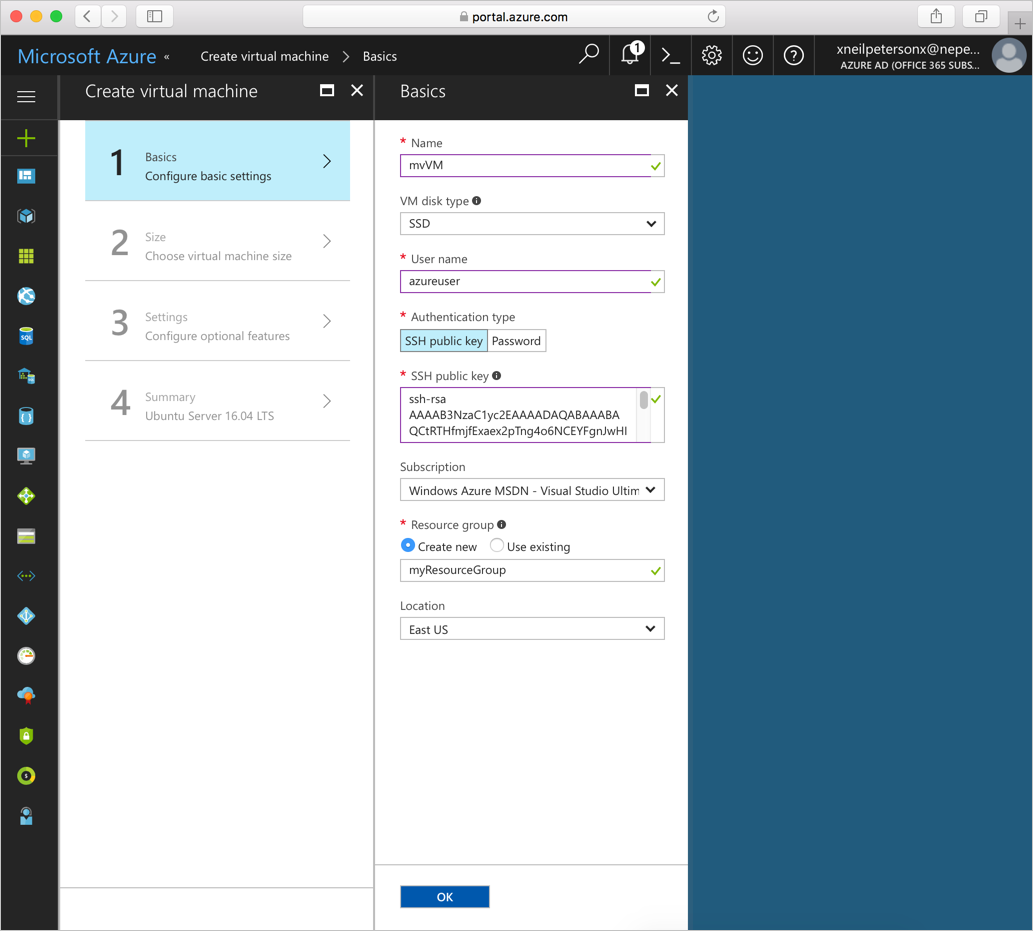 portal.azure.com
Microsoft Azure «
Create virtual machine > Basics
1
xneilpetersonx@nepe...
AZURE AD (OFFICE 365 SUBS...
Create virtual machine
1
Basics
Configure basic settings
2
Size
Choose virtual machine size
3
Settings
Configure optional features
4
Summary
Ubuntu Server 16.04 LTS
Basics
* Name
mvVM
VM disk type
SSD
* User name
azureuser
* Authentication type
SSH public key Password
* SSH public key
ssh-rsa
AAAAB3NzaC1yc2EAAAADAQABAAABA
QCtRTHfmjfExaex2pTng4o6NCEYFgnJwHI
Subscription
Windows Azure MSDN - Visual Studio Ultim
* Resource group
Create new Use existing
myResourceGroup
Location
East US
OK